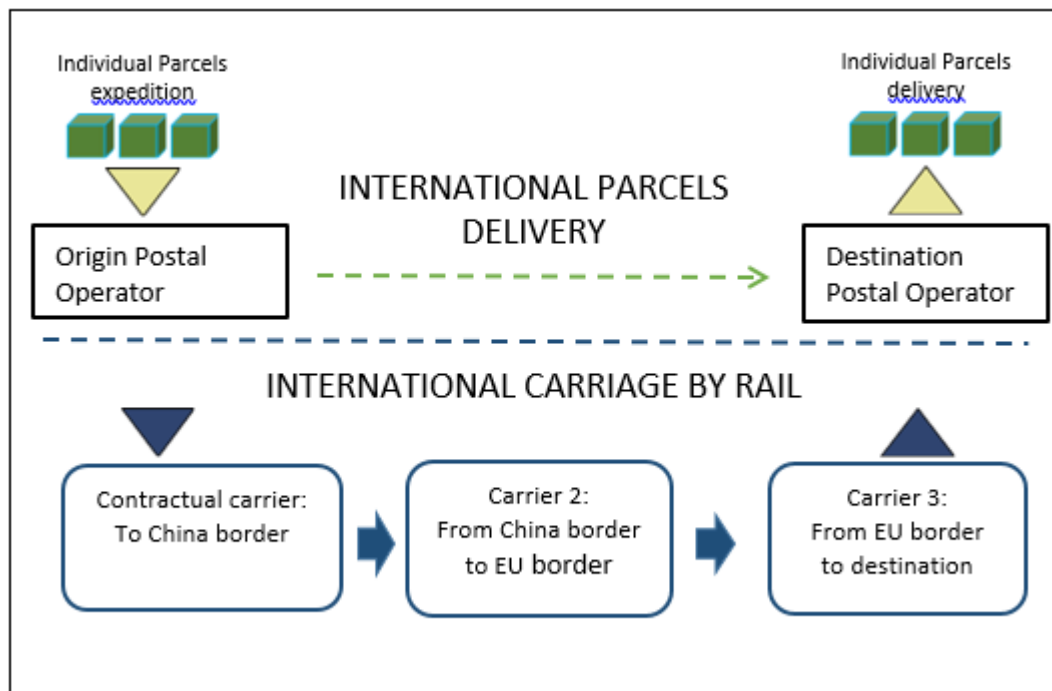 Individual Parcels
expedition
Individual Parcels
delivery
INTERNATIONAL PARCELS
DELIVERY
Origin Postal
Operator
Destination
Postal Operator
INTERNATIONAL CARRIAGE BY RAIL
Contractual carrier:
To China border
Carrier 2:
From China border
to EU border
Carrier 3:
From EU border
to destination